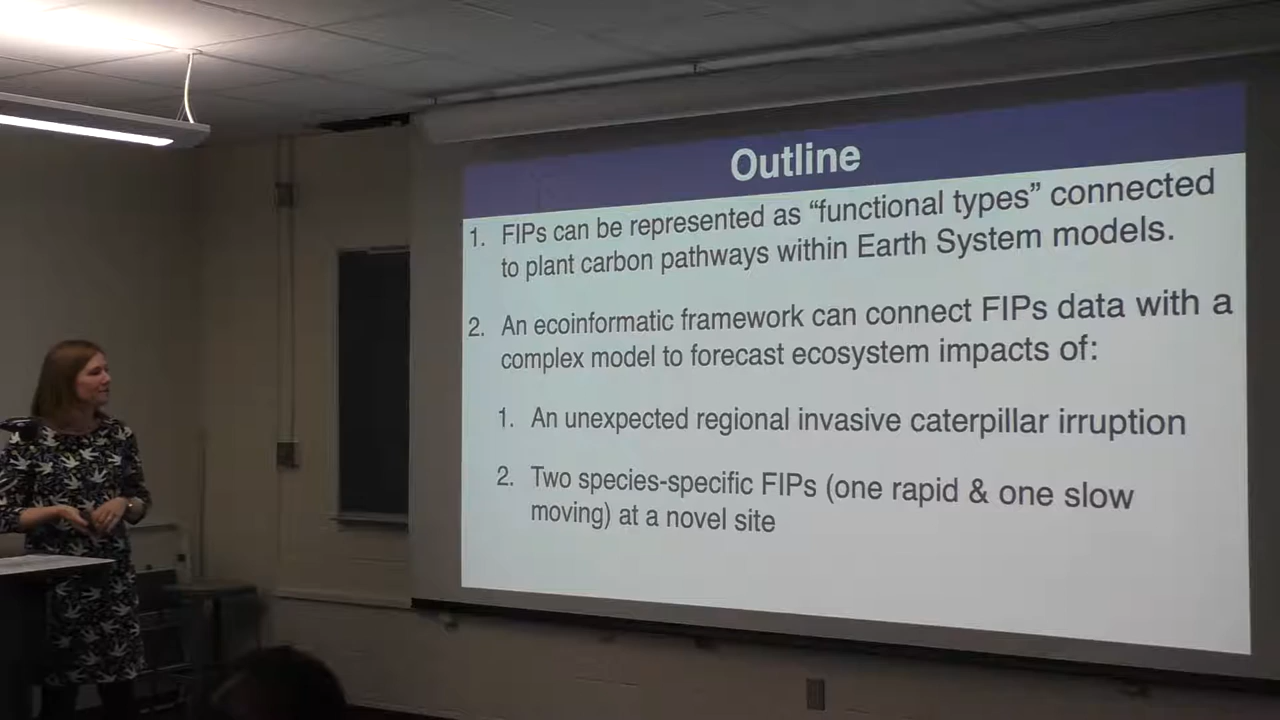 Outline
1. FIPs can be represented as “functional types” connected
to plant carbon pathways within Earth System models.
2. An ecoinformatic framework can connect FIPs data with a
complex model to forecast ecosystem impacts of:
1. An unexpected regional invasive caterpillar irruption
2. Two species-specific FIPs (one rapid & one slow
moving) at a novel site